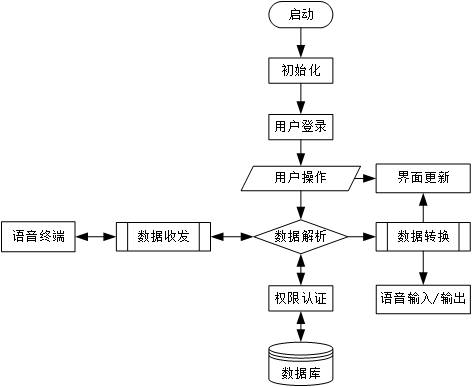 启动
初始化
用户登录
用户操作
界面更新
语音终端
数据收发
数据解析
数据转换
权限认证
语音输入/输出
数据库